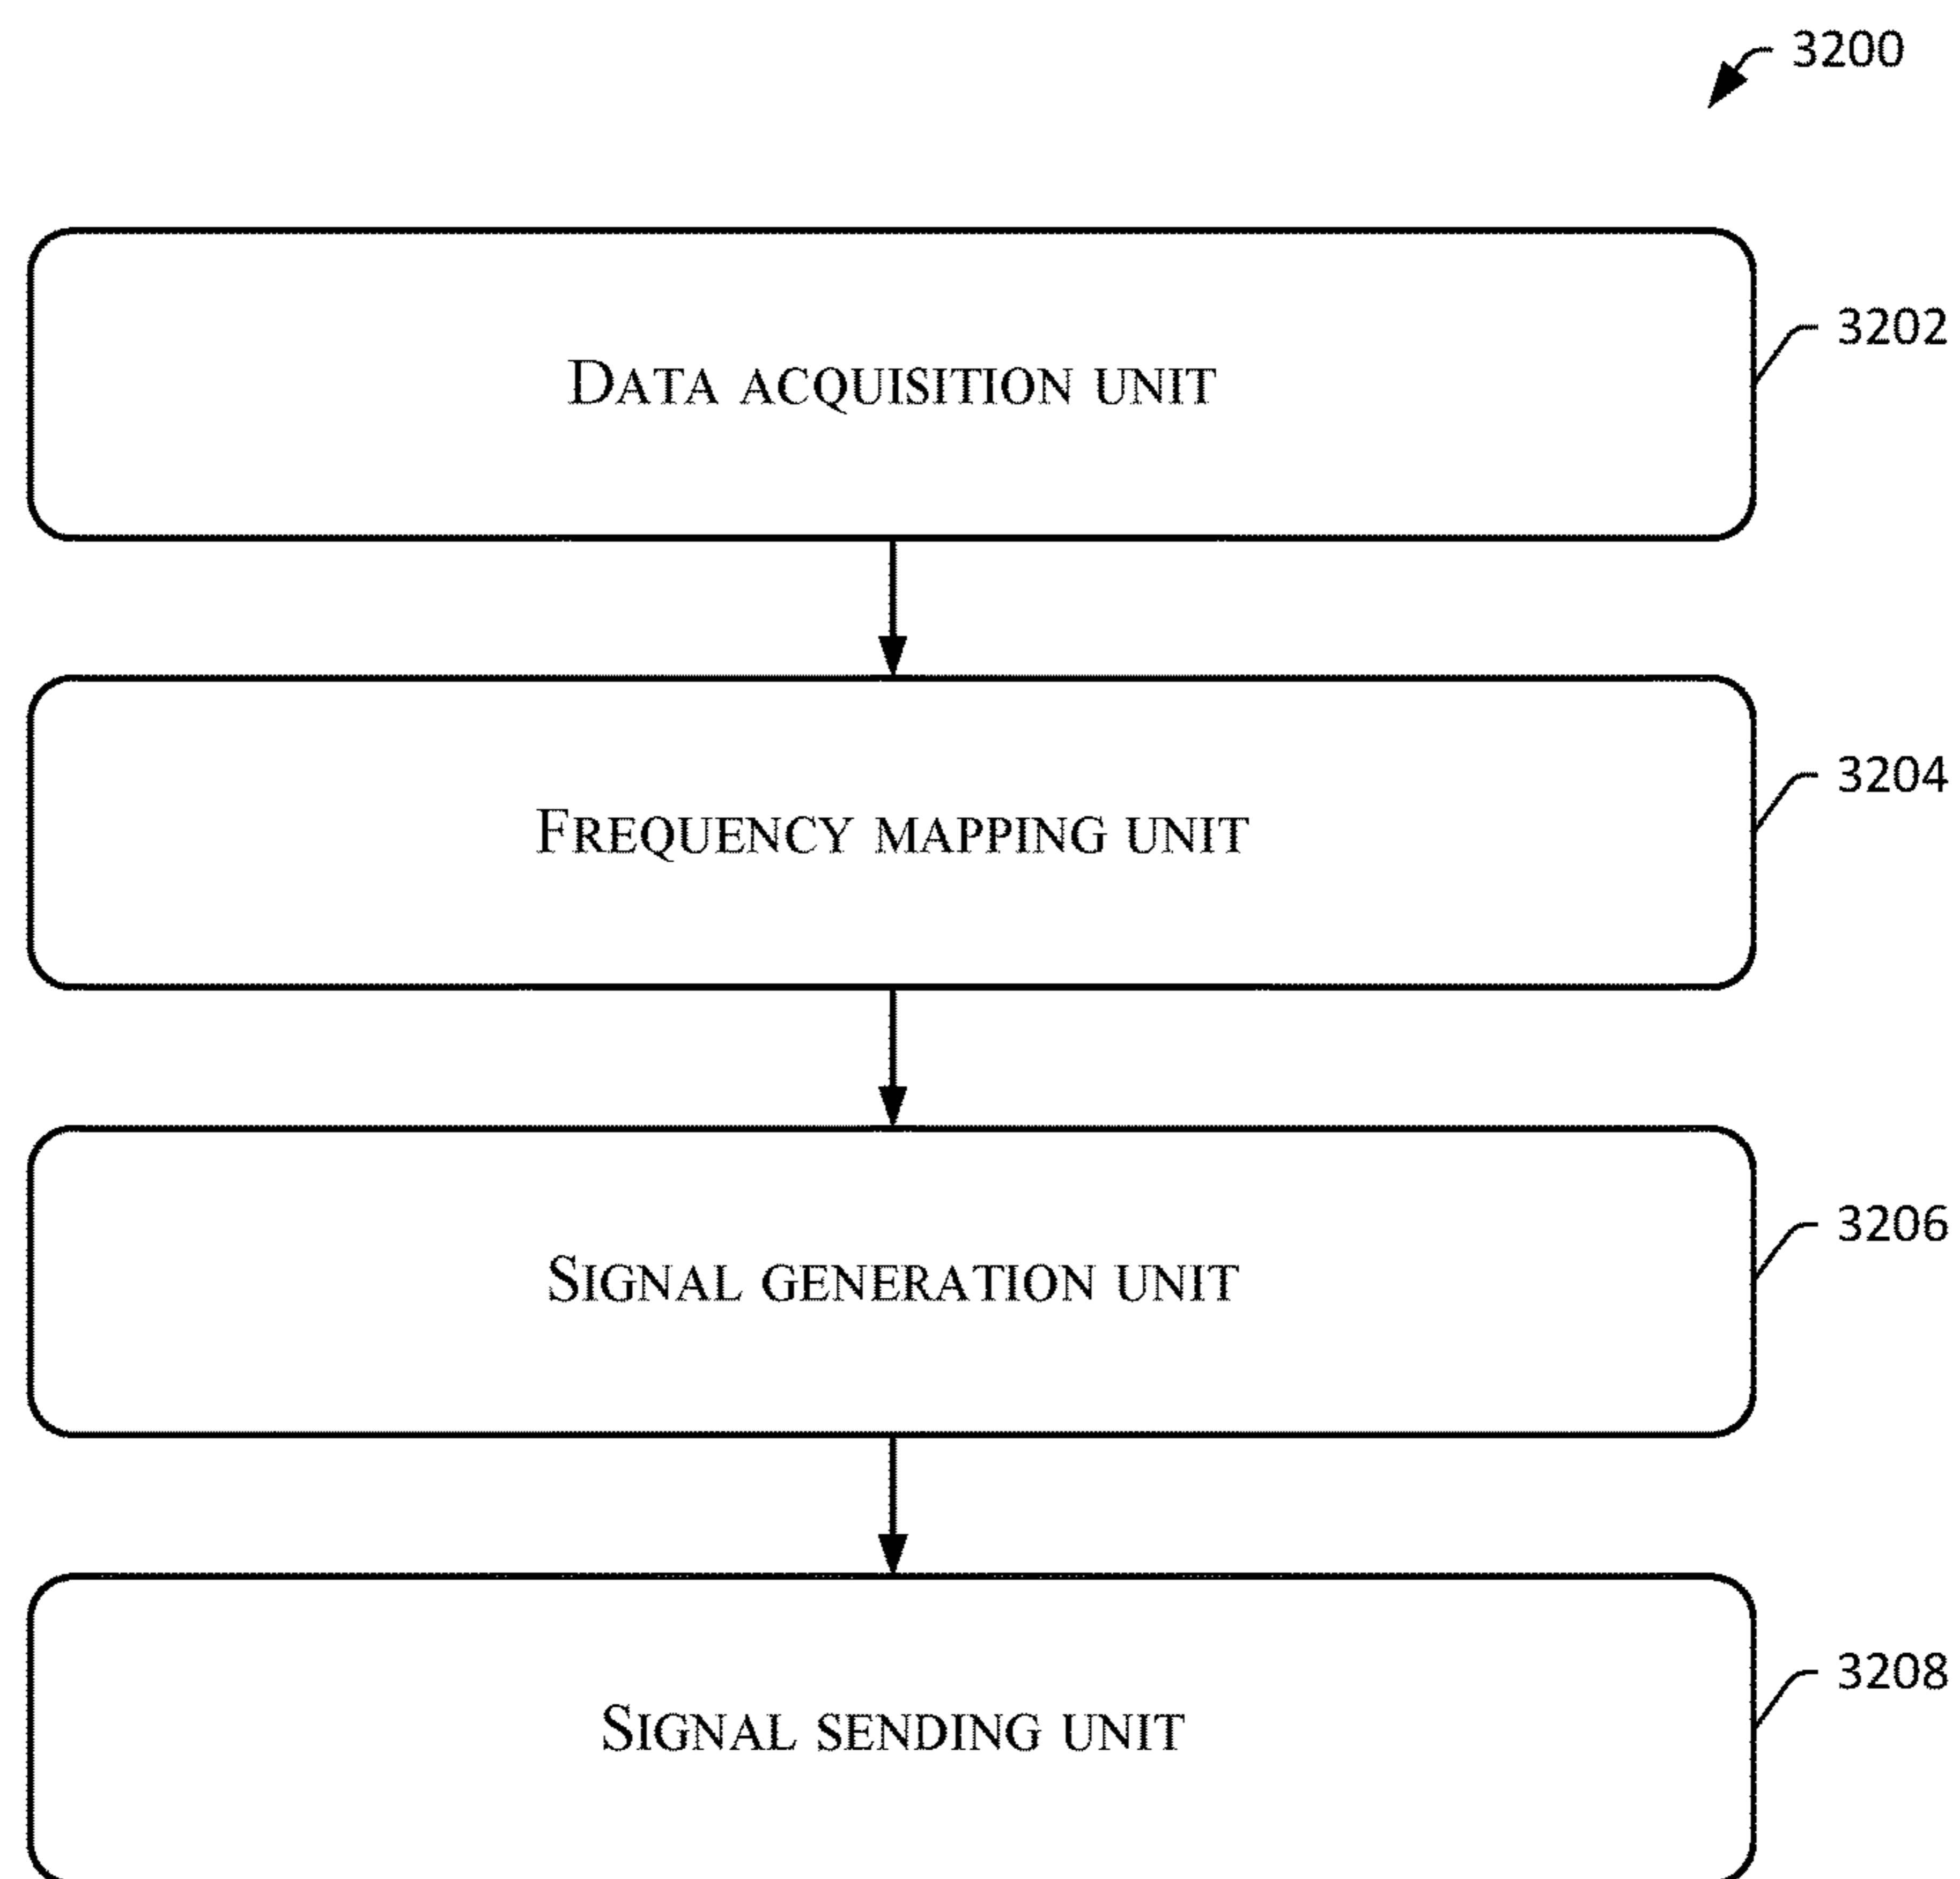 3200
DATA ACQUISITION UNIT
3202
FREQUENCY MAPPING UNIT
3204
SIGNAL GENERATION UNIT
3206
SIGNAL SENDING UNIT
3208